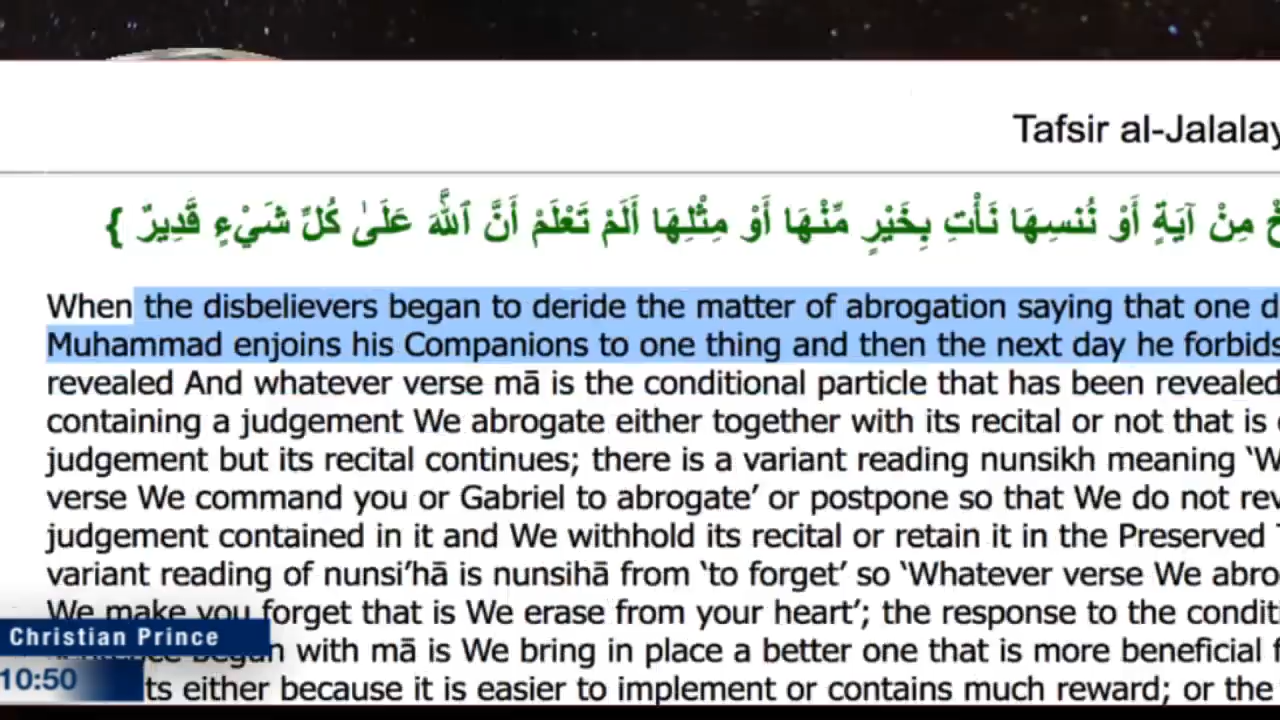 Tafsir al-Jalalay
مِنْ آيَةٍ أَوْ نُنسِهَا نَأْتِ بِخَيْرٍ مِّنْهَا أَوْ مِثْلِهَا أَلَمْ تَعْلَمْ أَنَّ ٱللَّهَ عَلَىٰ كُلِّ شَيْءٍ قَدِيرٌ }
When the disbelievers began to deride the matter of abrogation saying that one d
Muhammad enjoins his Companions to one thing and then the next day he forbids
revealed And whatever verse mā is the conditional particle that has been revealed
containing a judgement We abrogate either together with its recital or not that is
judgement but its recital continues; there is a variant reading nunsikh meaning ‘W
verse We command you or Gabriel to abrogate’ or postpone so that We do not rev
judgement contained in it and We withhold its recital or retain it in the Preserved
variant reading of nunsi’hā is nunsihā from ‘to forget’ so ‘Whatever verse We abro
We make you forget that is We erase from your heart’; the response to the condit
began with mā is We bring in place a better one that is more beneficial f
ts either because it is easier to implement or contains much reward; or the
Christian Prince
10:50